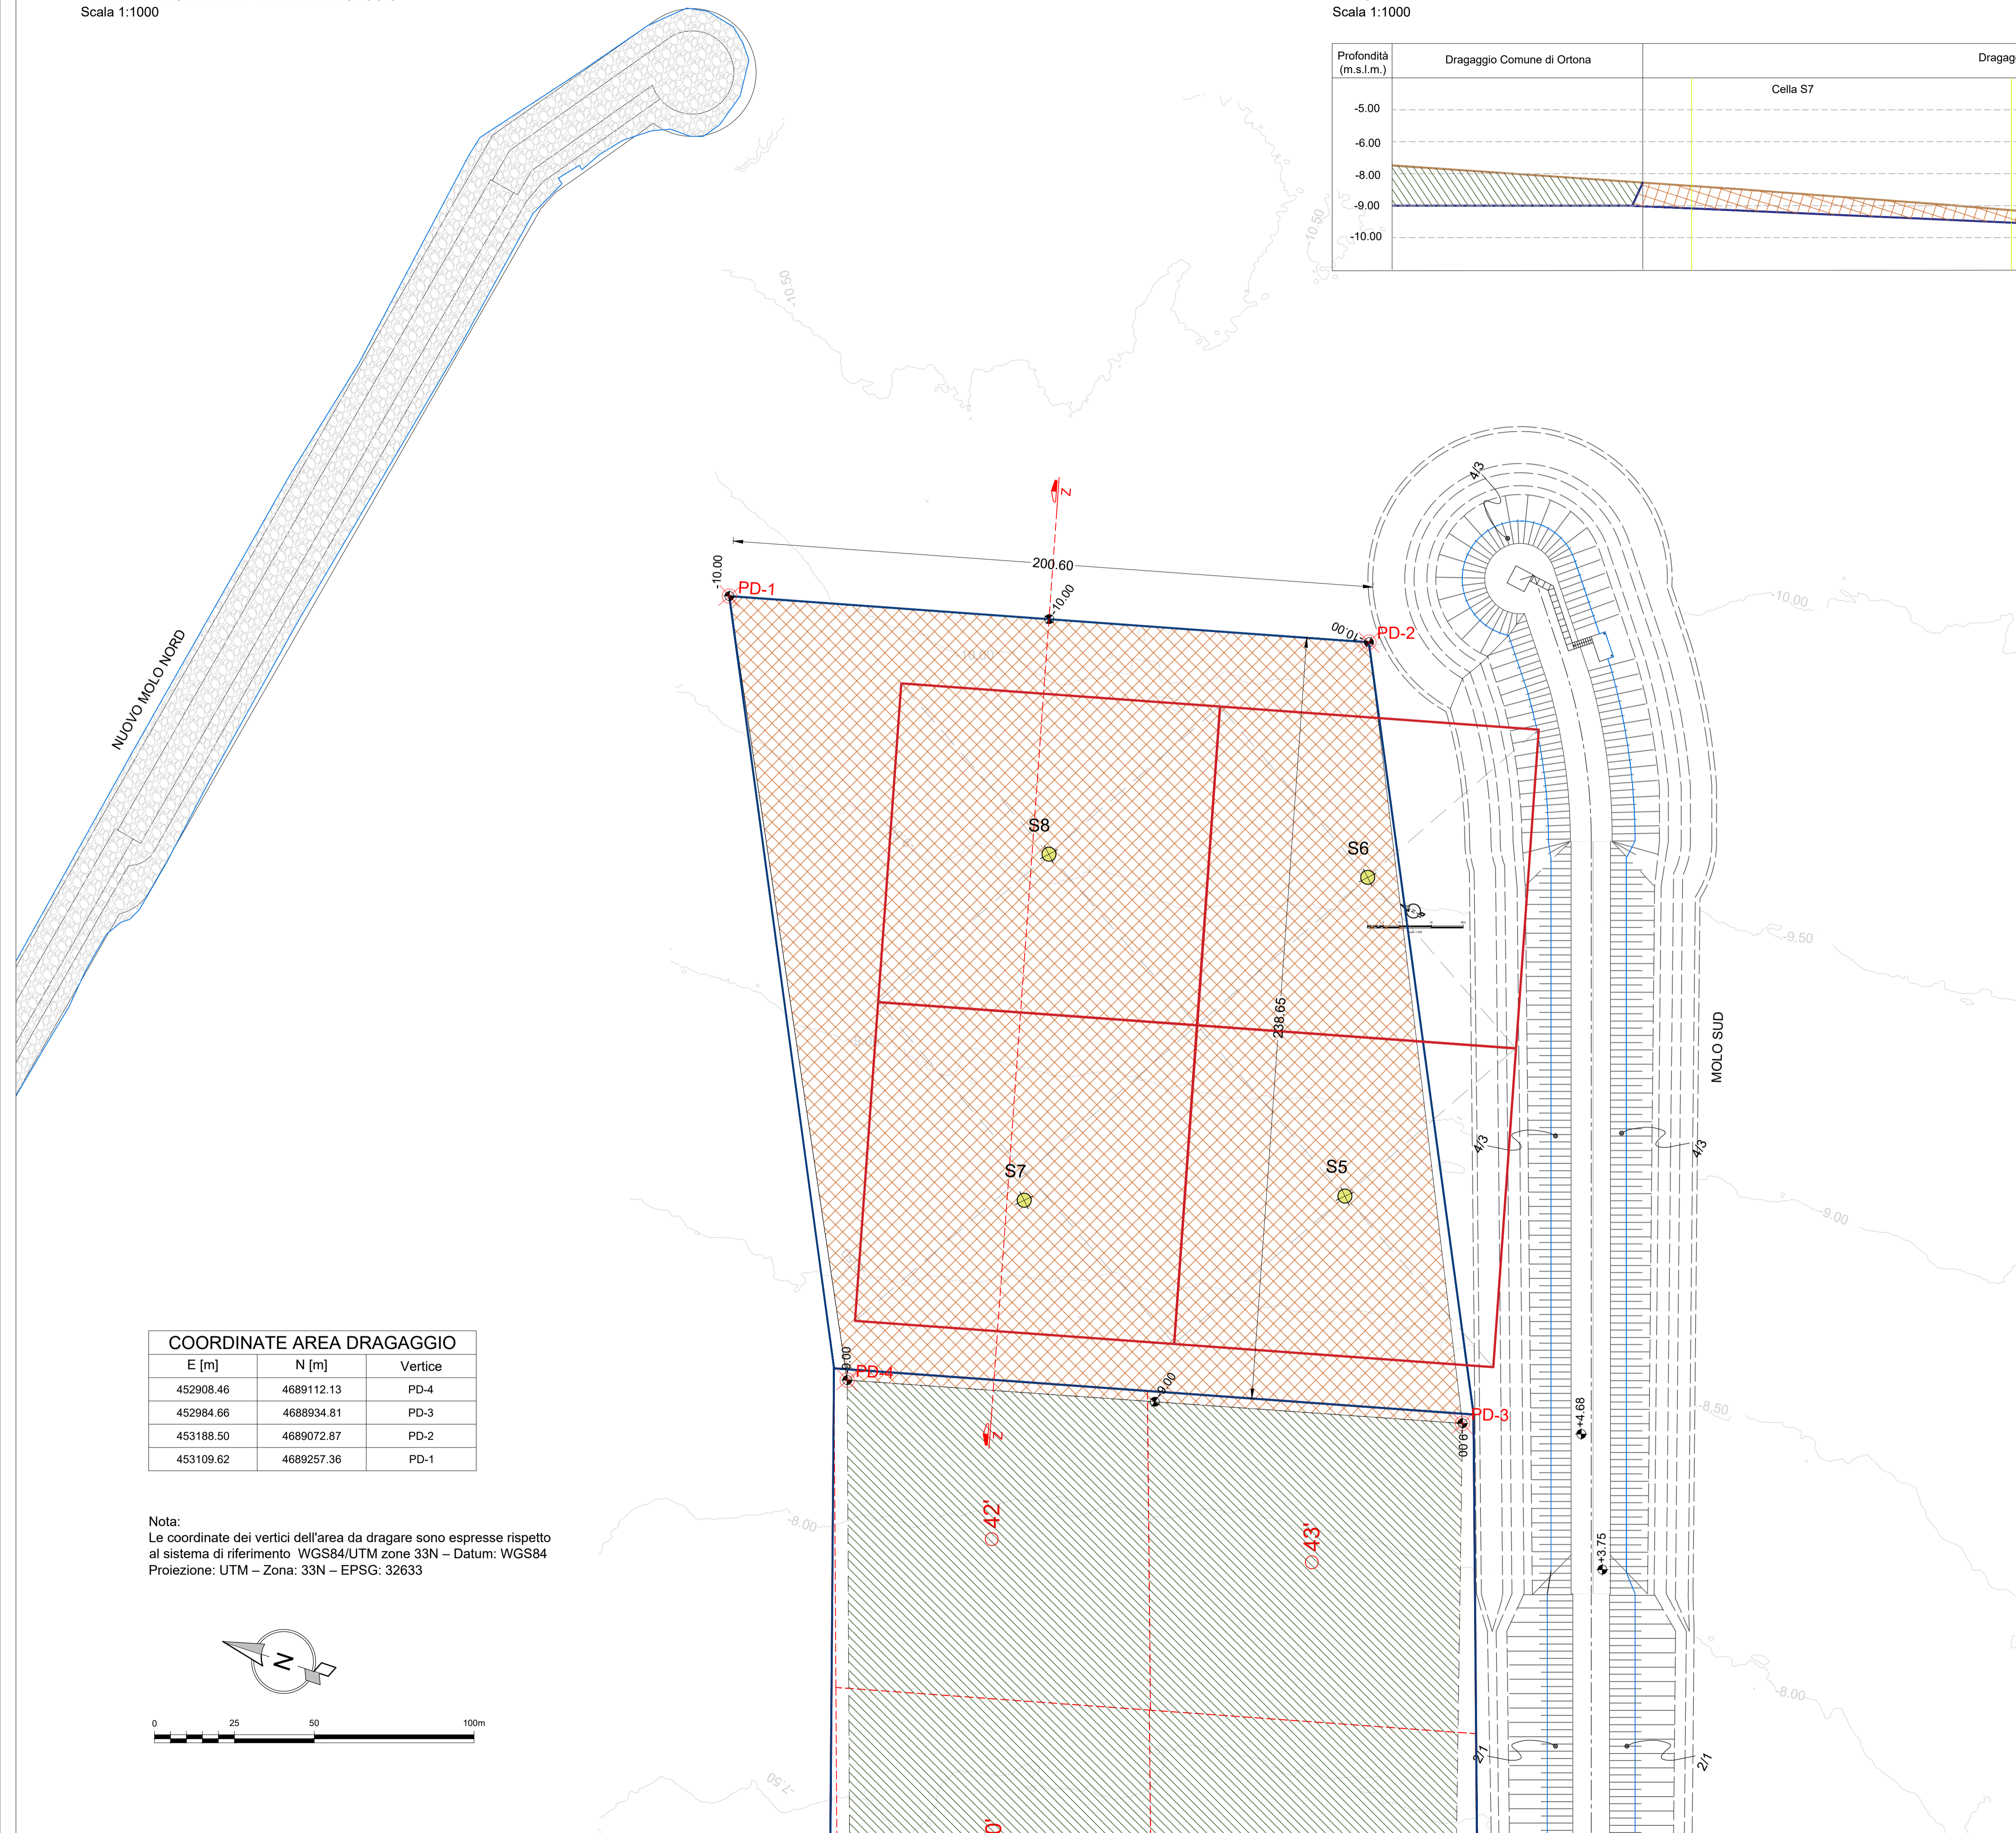 Scala 1:1000
Scala 1:1000
Profondità
(m.s.l.m.)
Dragaggio Comune di Ortona
Cella S7
-5.00
-6.00
-8.00
-9.00
-10.00
-10.50
-10.50
NUOVO MOLO NORD
4/3
N
200.60
-10.00
PD-1
-10.00
-10.00
PD-2
-10.00
-10.00
S8
S6
-9.50
-9.00
238.65
MOLO SUD
4/3
4/3
S7
S5
-9.00
-9.00
PD-4
-9.00
PD-3
-9.00
N
+4.68
-8.50
COORDINATE AREA DRAGAGGIO
E [m] N [m] Vertice
452908.46 4689112.13 PD-4
452984.66 4688934.81 PD-3
453188.50 4689072.87 PD-2
453109.62 4689257.36 PD-1
42'
43'
-8.00
+3.75
Nota:
Le coordinate dei vertici dell'area da dragare sono espresse rispetto
al sistema di riferimento WGS84/UTM zone 33N – Datum: WGS84
Proiezione: UTM – Zona: 33N – EPSG: 32633
N
0 25 50 100m
-8.00
2/1
2/1
-7.50